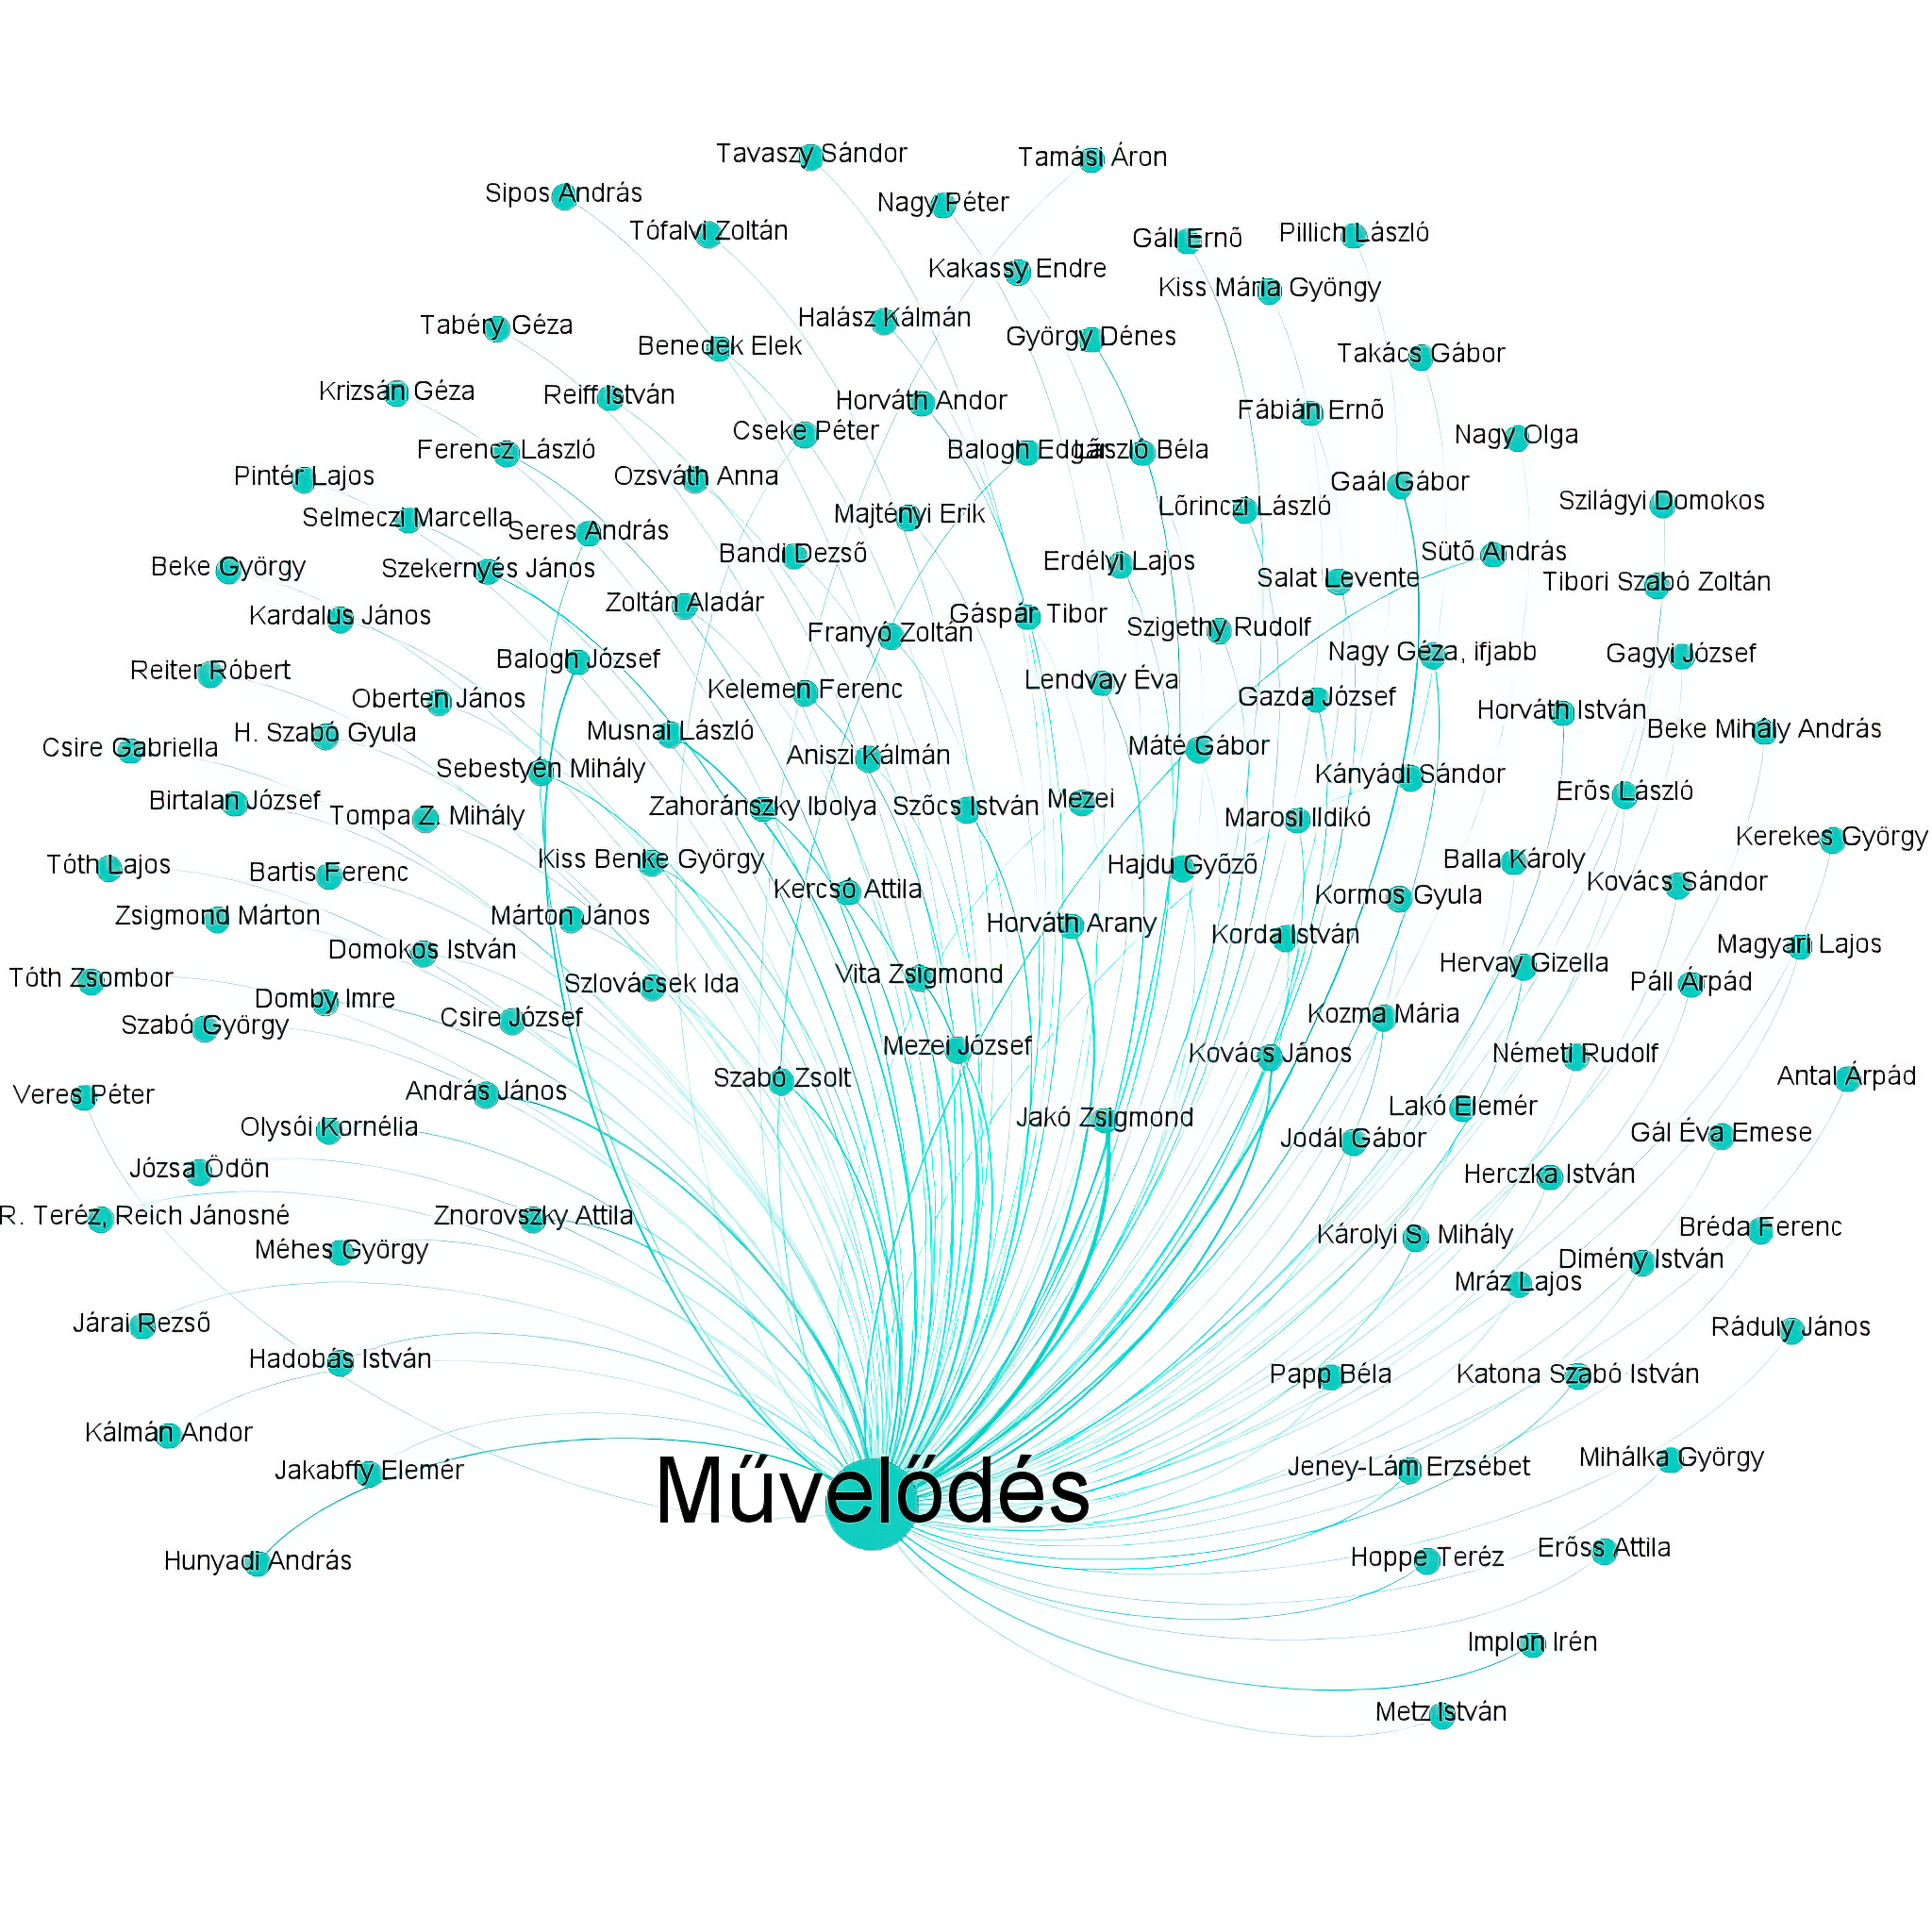 Tavaszy Sándor
Tamási Áron
Sipos András
Nagy Péter
Tófalvi Zoltán
Gáll Ernõ
Pillich László
Kakassy Endre
Kiss Mária Gyöngy
Tabéry Géza
Halász Kálmán
Benedek Elek
György Dénes
Takács Gábor
Krizsán Géza
Reiff István
Horváth Andor
Fábián Ernõ
Cseke Péter
Nagy Olga
Ferencz László
Balogh Edgár
László Béla
Pintér Lajos
Ozsváth Anna
Gaál Gábor
Szilágyi Domokos
Lõrinczi László
Selmeczi Marcella
Majtényi Erik
Seres András
Bandi Dezsõ
Sütõ András
Beke György
Szekernyés János
Erdélyi Lajos
Salat Levente
Tibori Szabó Zoltán
Zoltán Aladár
Kardalus János
Gáspár Tibor
Franyó Zoltán
Szigethy Rudolf
Balogh József
Nagy Géza, ifjabb
Gagyi József
Reiter Róbert
Lendvay Éva
Kelemen Ferenc
Oberten János
Gazda József
Horváth István
H. Szabó Gyula
Musnai László
Beke Mihály András
Csire Gabriella
Máté Gábor
Aniszi Kálmán
Sebestyén Mihály
Kányádi Sándor
Erõs László
Birtalan József
Mezei
Zahoránszky Ibolya
Szõcs István
Tompa Z. Mihály
Marosi Ildikó
Kerekes György
Kiss Benke György
Balla Károly
Tóth Lajos
Hajdu Gyõzõ
Bartis Ferenc
Kovács Sándor
Kercsó Attila
Kormos Gyula
Zsigmond Márton
Márton János
Horváth Arany
Korda István
Magyari Lajos
Domokos István
Hervay Gizella
Tóth Zsombor
Vita Zsigmond
Szlovácsek Ida
Páll Árpád
Domby Imre
Kozma Mária
Szabó György
Csire József
Mezei József
Kovács János
Németi Rudolf
Szabó Zsolt
Antal Árpád
Veres Péter
András János
Lakó Elemér
Jakó Zsigmond
Olysói Kornélia
Jodál Gábor
Gál Éva Emese
Józsa Ödön
Herczka István
R. Teréz, Reich Jánosné
Znorovszky Attila
Bréda Ferenc
Károlyi S. Mihály
Méhes György
Dimény István
Mráz Lajos
Járai Rezsõ
Ráduly János
Hadobás István
Papp Béla
Katona Szabó István
Kálmán Andor
Mihálka György
Jakabffy Elemér
Jeney-Lám Erzsébet
Művelődés
Erõss Attila
Hoppe Teréz
Hunyadi András
Implon Irén
Metz István